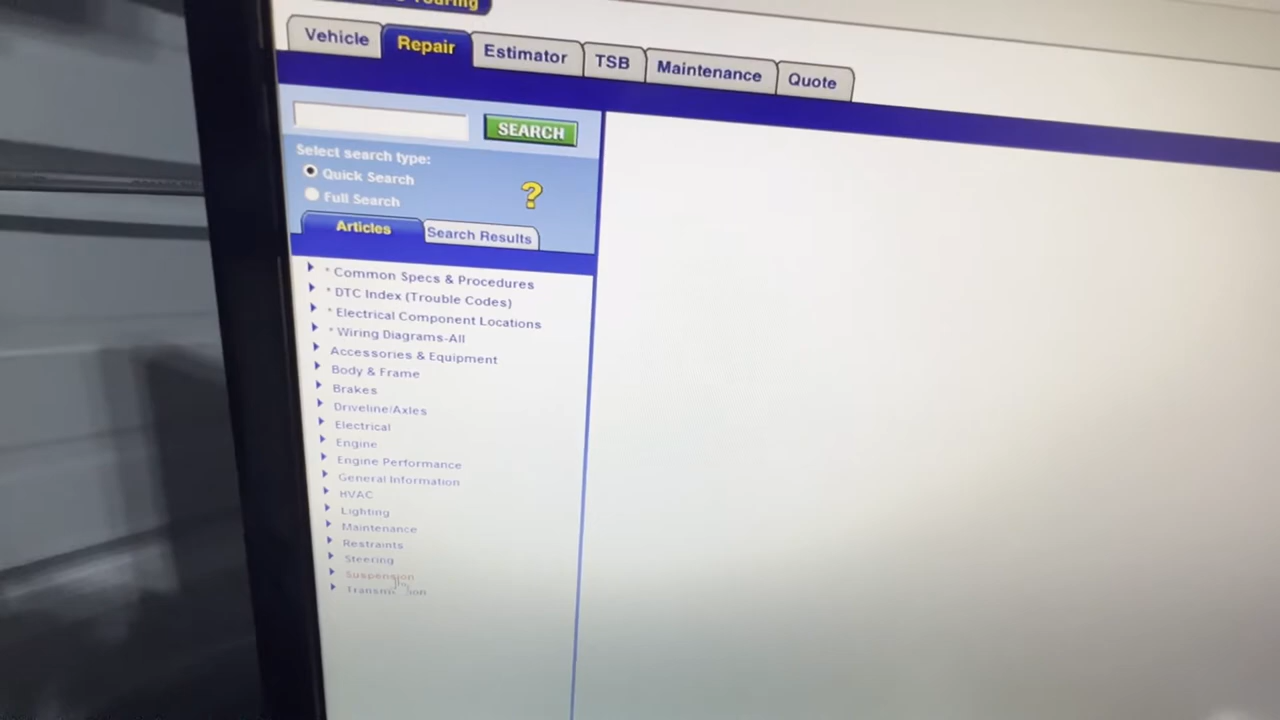 Touring
Vehicle
Repair
Estimator
TSB
Maintenance
Quote
SEARCH
Select search type:
Quick Search
?
Full Search
Articles
Search Results
* Common Specs & Procedures
* DTC Index (Trouble Codes)
* Electrical Component Locations
* Wiring Diagrams-All
Accessories & Equipment
Body & Frame
Brakes
Driveline/Axles
Electrical
Engine
Engine Performance
General Information
HVAC
Lighting
Maintenance
Restraints
Steering
Suspension
Transmission